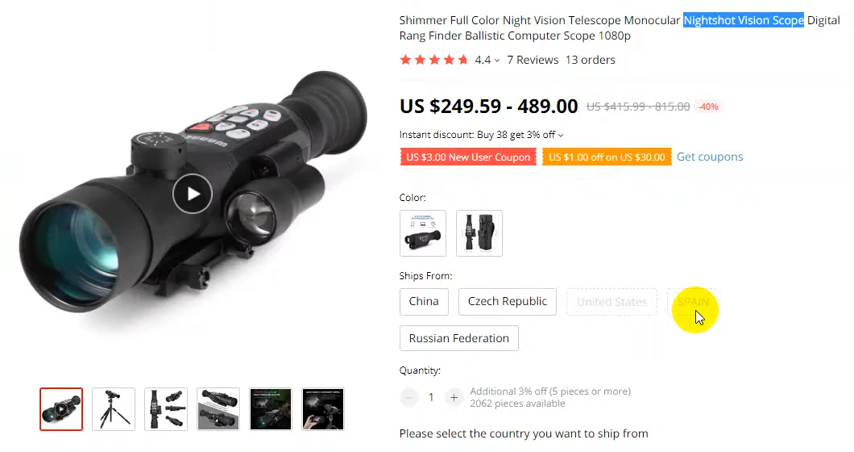 Shimmer Full Color Night Vision Telescope Monocular Nightshot Vision Scope Digital
Rang Finder Ballistic Computer Scope 1080p
4.4 7 Reviews 13 orders
US $249.59 - 489.00 US $415.99 - 815.00 -40%
Instant discount: Buy 38 get 3% off
US $3.00 New User Coupon US $1.00 off on US $30.00 Get coupons
Color:
Ships From:
China Czech Republic United States SPAIN
Russian Federation
Quantity:
− 1 + Additional 3% off (5 pieces or more)
2062 pieces available
Please select the country you want to ship from